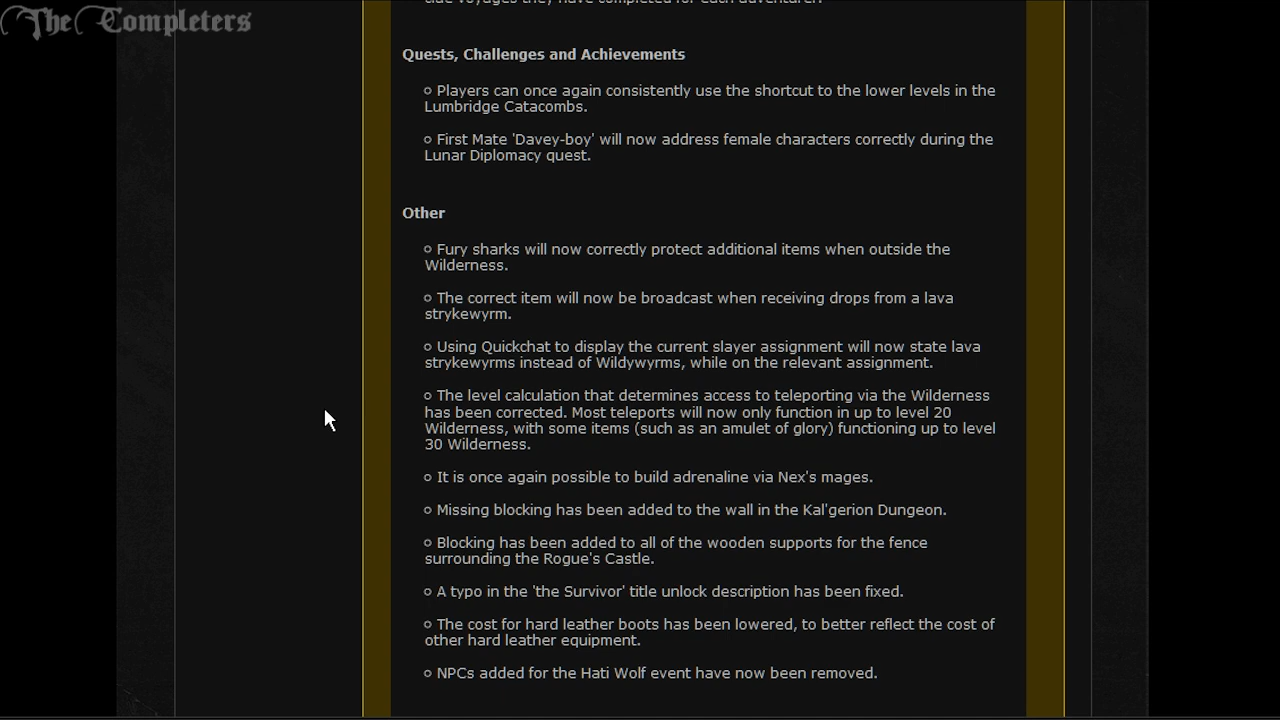 The Completers
side voyages they have completed for each adventurer.
Quests, Challenges and Achievements
Players can once again consistently use the shortcut to the lower levels in the
Lumbridge Catacombs.
First Mate 'Davey-boy' will now address female characters correctly during the
Lunar Diplomacy quest.
Other
Fury sharks will now correctly protect additional items when outside the
Wilderness.
The correct item will now be broadcast when receiving drops from a lava
strykewyrm.
Using Quickchat to display the current slayer assignment will now state lava
strykewyrms instead of Wildywyrms, while on the relevant assignment.
The level calculation that determines access to teleporting via the Wilderness
has been corrected. Most teleports will now only function in up to level 20
Wilderness, with some items (such as an amulet of glory) functioning up to level
30 Wilderness.
It is once again possible to build adrenaline via Nex's mages.
Missing blocking has been added to the wall in the Kal'gerion Dungeon.
Blocking has been added to all of the wooden supports for the fence
surrounding the Rogue's Castle.
A typo in the 'the Survivor' title unlock description has been fixed.
The cost for hard leather boots has been lowered, to better reflect the cost of
other hard leather equipment.
NPCs added for the Hati Wolf event have now been removed.